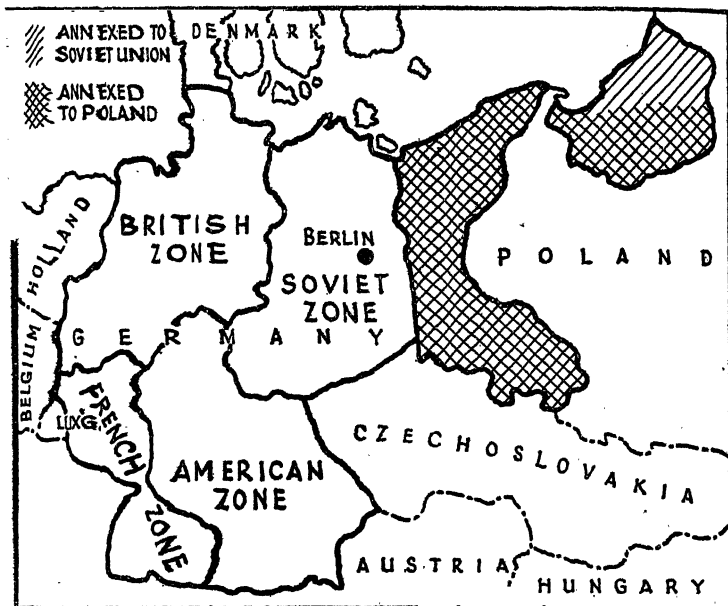 ANNEXED TO
SOVIET UNION
ANNEXED
TO POLAND
DENMARK
HOLLAND
BELGIUM
LUXG.
BRITISH
ZONE
BERLIN
SOVIET
ZONE
POLAND
GERMANY
FRENCH
ZONE
AMERICAN
ZONE
CZECHOSLOVAKIA
AUSTRIA
HUNGARY